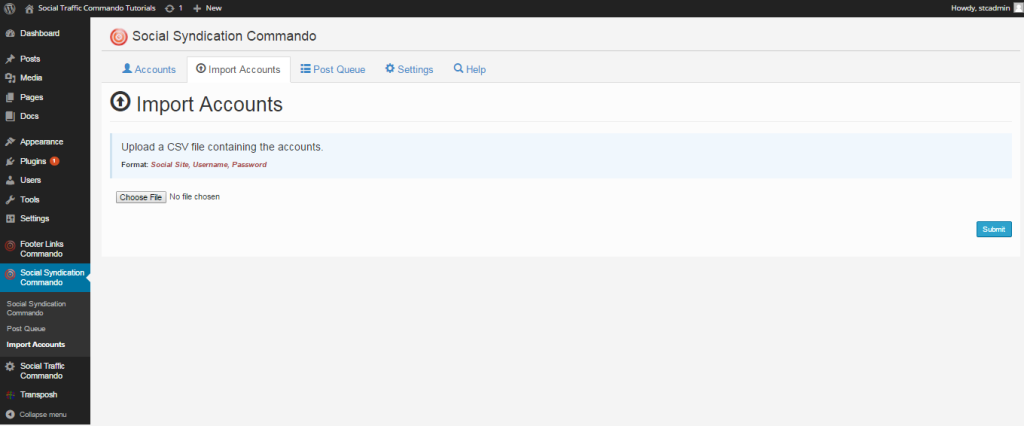 Social Traffic Commando Tutorials 1 New Howdy, stcadmin
Dashboard
Posts
Media
Pages
Docs
Appearance
Plugins 1
Users
Tools
Settings
Footer Links
Commando
Social Syndication
Commando
Social Syndication
Commando
Post Queue
Import Accounts
Social Traffic
Commando
Transposh
Collapse menu
Social Syndication Commando
Accounts Import Accounts Post Queue Settings Help
Import Accounts
Upload a CSV file containing the accounts.
Format: Social Site, Username, Password
Choose File No file chosen
Submit